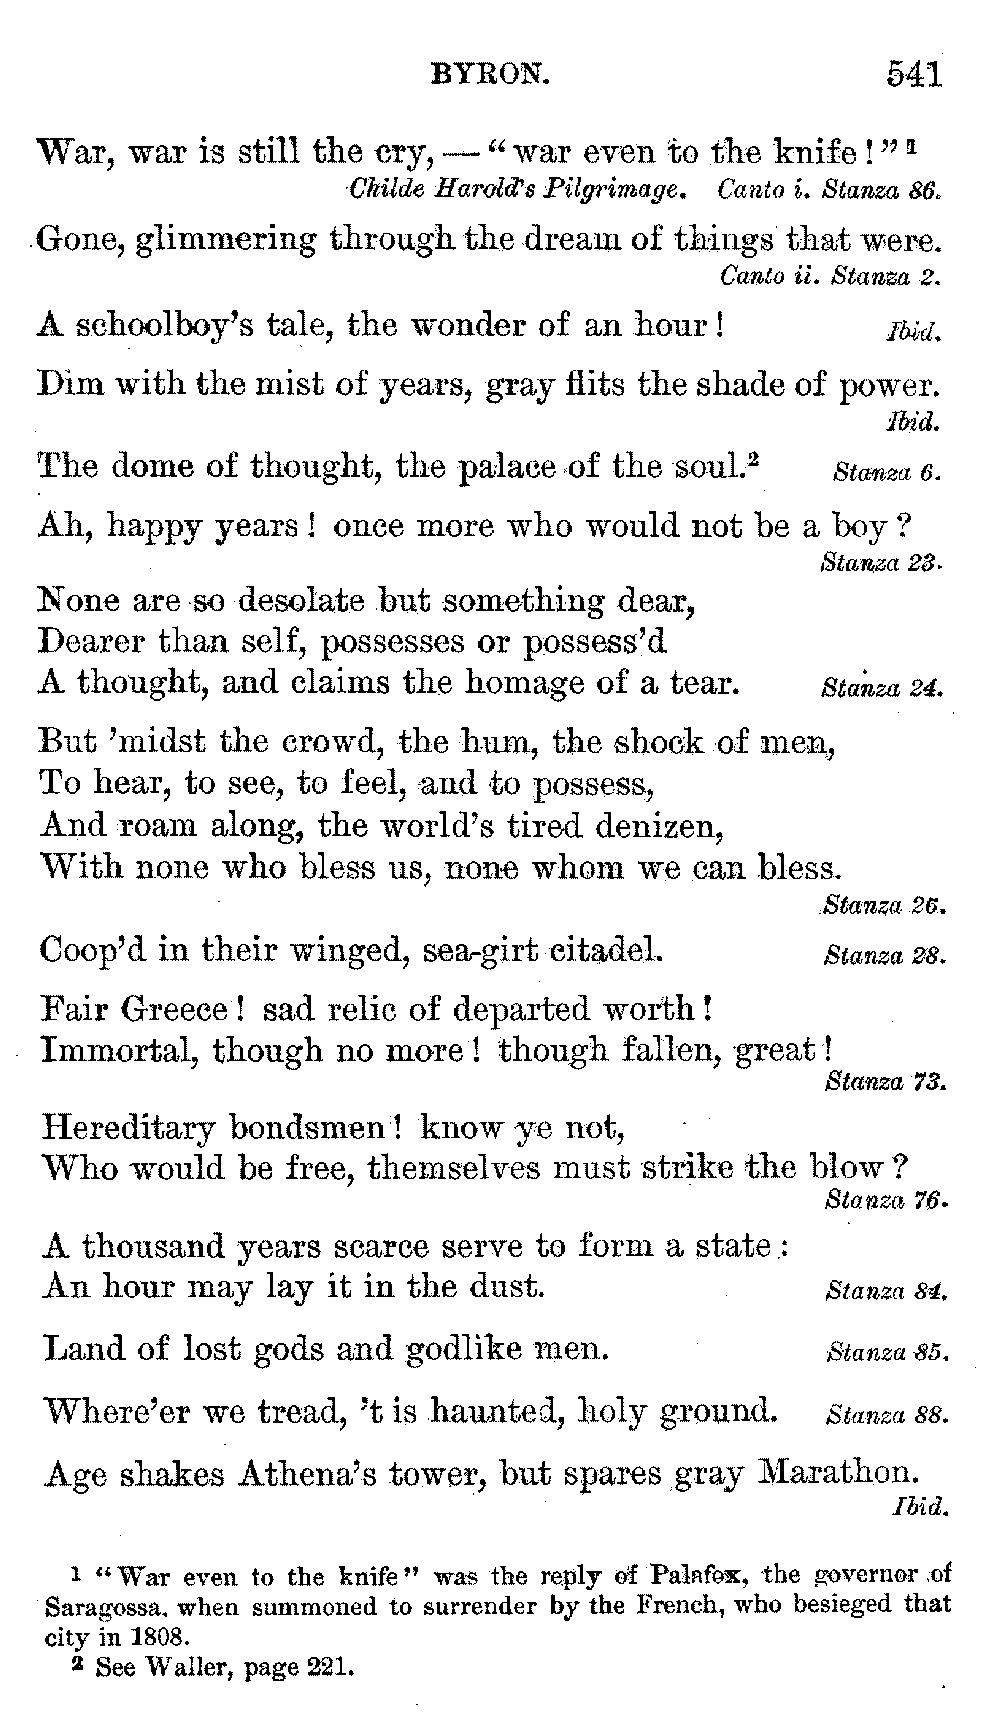 BYRON. 541
War, war is still the cry, — “war even to the knife!” 1
Childe Harold's Pilgrimage. Canto i. Stanza 86.
Gone, glimmering through the dream of things that were.
Canto ii. Stanza 2.
A schoolboy's tale, the wonder of an hour! Ibid.
Dim with the mist of years, gray flits the shade of power.
Ibid.
The dome of thought, the palace of the soul.2 Stanza 6.
Ah, happy years! once more who would not be a boy?
Stanza 23.
None are so desolate but something dear,
Dearer than self, possesses or possess'd
A thought, and claims the homage of a tear. Stanza 24.
But 'midst the crowd, the hum, the shock of men,
To hear, to see, to feel, and to possess,
And roam along, the world's tired denizen,
With none who bless us, none whom we can bless.
Stanza 26.
Coop'd in their winged, sea-girt citadel. Stanza 28.
Fair Greece! sad relic of departed worth!
Immortal, though no more! though fallen, great!
Stanza 73.
Hereditary bondsmen! know ye not,
Who would be free, themselves must strike the blow?
Stanza 76.
A thousand years scarce serve to form a state:
An hour may lay it in the dust. Stanza 84.
Land of lost gods and godlike men. Stanza 85.
Where'er we tread, 't is haunted, holy ground. Stanza 88.
Age shakes Athena's tower, but spares gray Marathon.
Ibid.
1 “War even to the knife” was the reply of Palafox, the governor of
Saragossa, when summoned to surrender by the French, who besieged that
city in 1808.
2 See Waller, page 221.